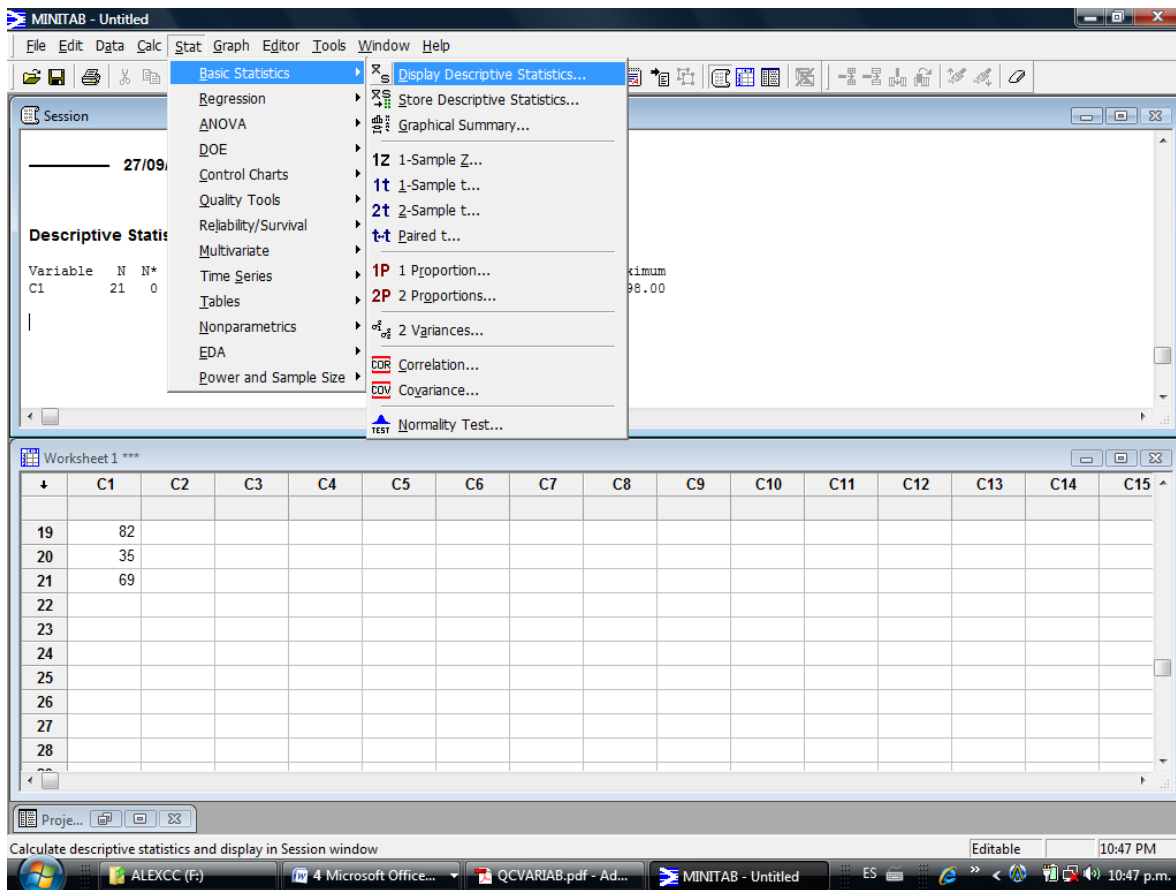 MINITAB - Untitled
File Edit Data Calc Stat Graph Editor Tools Window Help
Basic Statistics
Regression
ANOVA
DOE
Control Charts
Quality Tools
Reliability/Survival
Multivariate
Time Series
Tables
Nonparametrics
EDA
Power and Sample Size
Display Descriptive Statistics...
Store Descriptive Statistics...
Graphical Summary...
1Z 1-Sample Z...
1t 1-Sample t...
2t 2-Sample t...
t-t Paired t...
1P 1 Proportion...
2P 2 Proportions...
2 Variances...
COR Correlation...
COV Covariance...
TEST Normality Test...
Session
27/09/
Descriptive Statis
Variable N N* ximum
C1 21 0 98.00
Worksheet 1 ***
C1 C2 C3 C4 C5 C6 C7 C8 C9 C10 C11 C12 C13 C14 C15
19 82
20 35
21 69
22
23
24
25
26
27
28
Proje...
Calculate descriptive statistics and display in Session window Editable 10:47 PM
ALEXCC (F:) 4 Microsoft Office... QCVARIAB.pdf - Ad... MINITAB - Untitled ES 10:47 p.m.